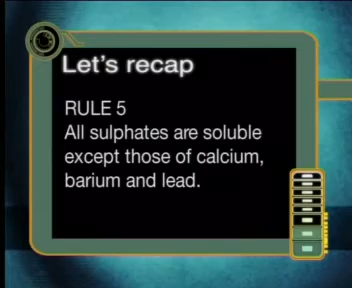 Let's recap
RULE 5
All sulphates are soluble
except those of calcium,
barium and lead.